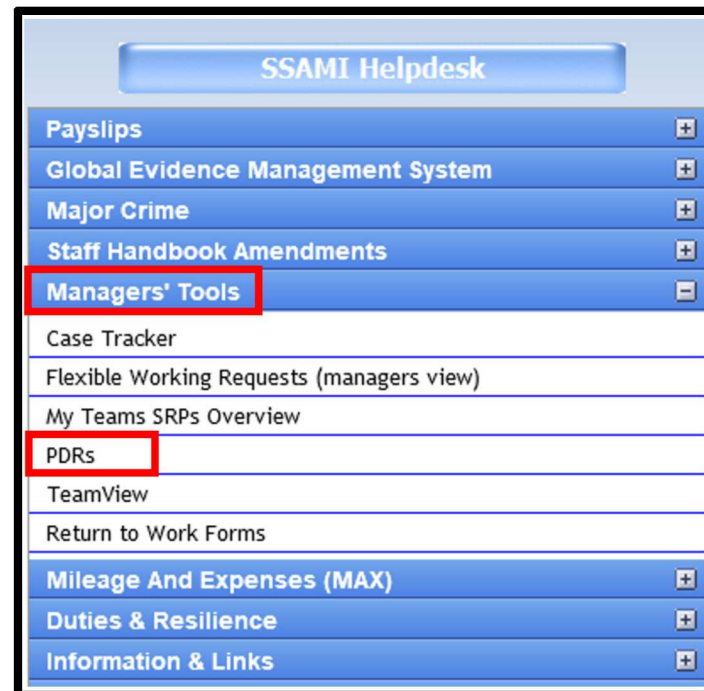 SSAMI Helpdesk
Payslips
Global Evidence Management System
Major Crime
Staff Handbook Amendments
Managers' Tools
Case Tracker
Flexible Working Requests (managers view)
My Teams SRPs Overview
PDRs
TeamView
Return to Work Forms
Mileage And Expenses (MAX)
Duties & Resilience
Information & Links